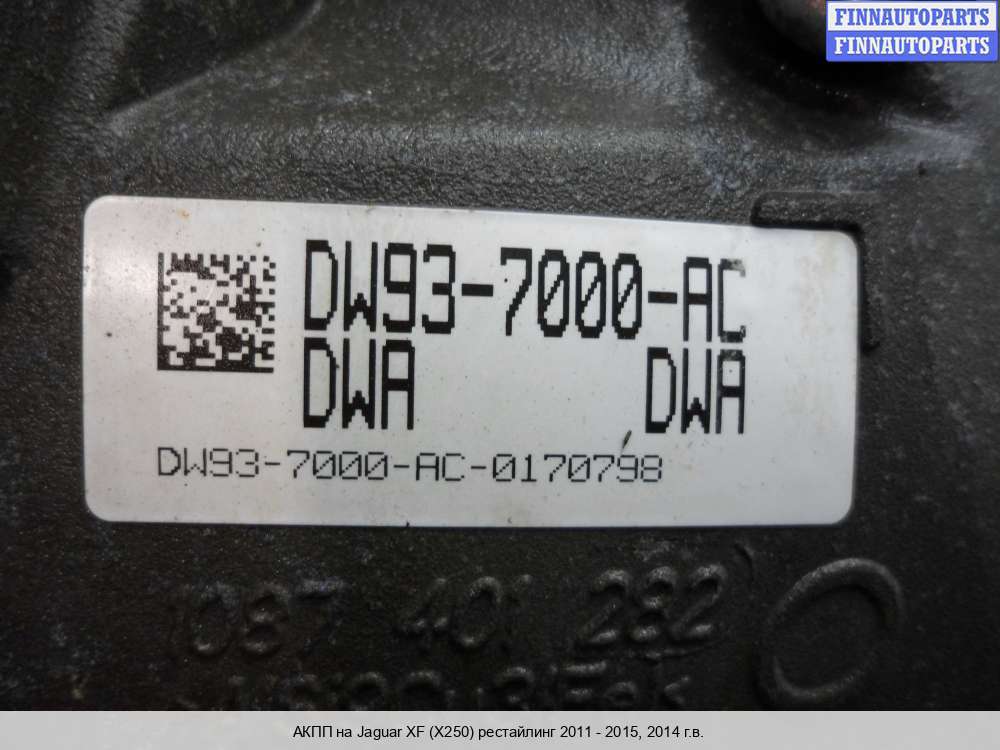 FINNAUTOPARTS
FINNAUTOPARTS
DW93-7000-AC
DWA DWA
DW93-7000-AC-0170798
1087 401 282
АКПП на Jaguar XF (X250) рестайлинг 2011 - 2015, 2014 г.в.